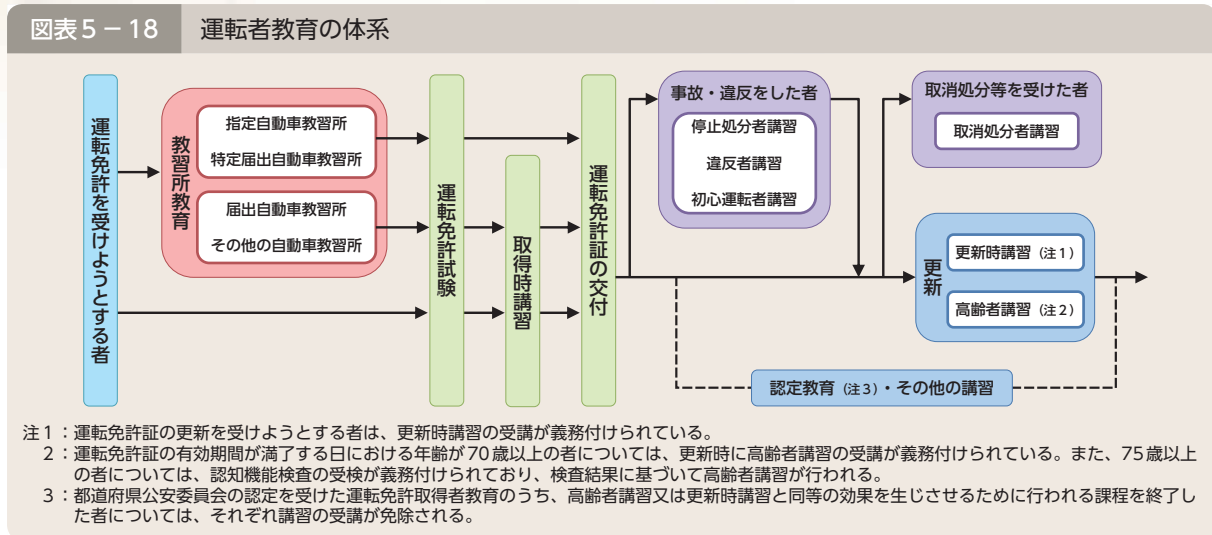 図表5－18 運転者教育の体系
運転免許を受けようとする者
教習所教育
指定自動車教習所
特定届出自動車教習所
届出自動車教習所
その他の自動車教習所
運転免許試験
取得時講習
運転免許証の交付
事故・違反をした者
停止処分者講習
違反者講習
初心運転者講習
取消処分等を受けた者
取消処分者講習
更新
更新時講習（注1）
高齢者講習（注2）
認定教育（注3）・その他の講習
注1：運転免許証の更新を受けようとする者は、更新時講習の受講が義務付けられている。
2：運転免許証の有効期間が満了する日における年齢が70歳以上の者については、更新時に高齢者講習の受講が義務付けられている。また、75歳以上
の者については、認知機能検査の受検が義務付けられており、検査結果に基づいて高齢者講習が行われる。
3：都道府県公安委員会の認定を受けた運転免許取得者教育のうち、高齢者講習又は更新時講習と同等の効果を生じさせるために行われる課程を終了し
た者については、それぞれ講習の受講が免除される。